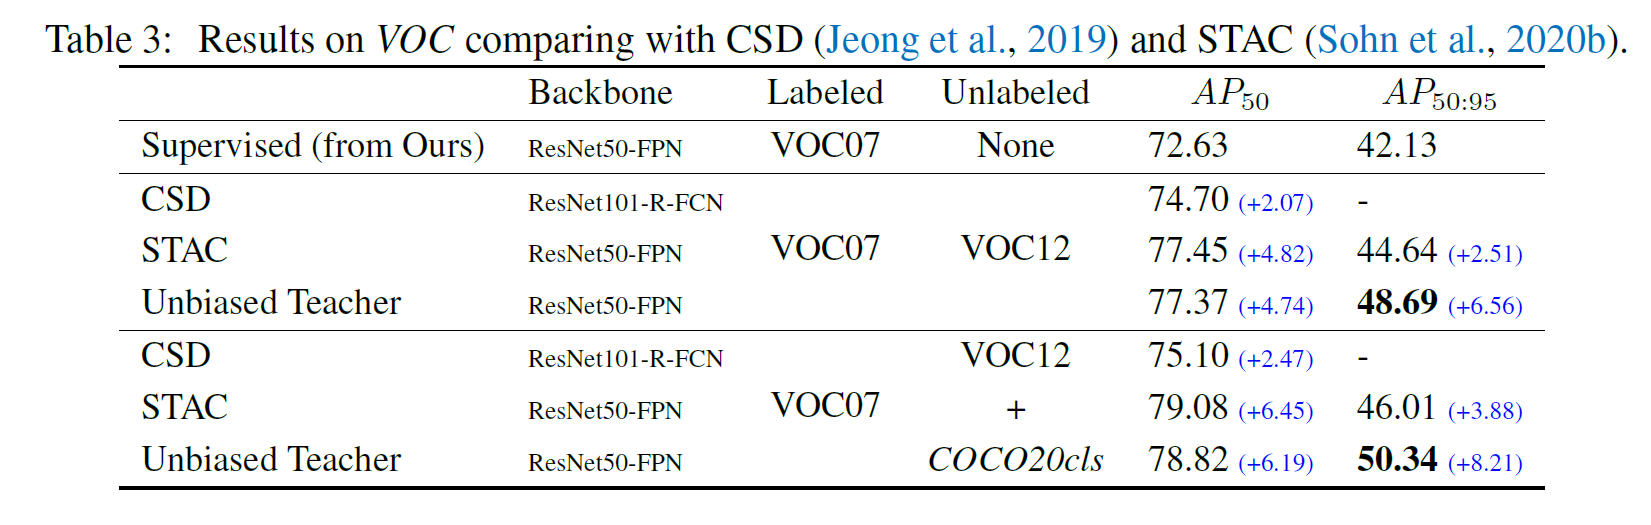 Table 3: Results on VOC comparing with CSD (Jeong et al., 2019) and STAC (Sohn et al., 2020b).
Backbone Labeled Unlabeled AP50 AP50:95
Supervised (from Ours) ResNet50-FPN VOC07 None 72.63 42.13
CSD ResNet101-R-FCN 74.70 (+2.07) -
STAC ResNet50-FPN VOC07 VOC12 77.45 (+4.82) 44.64 (+2.51)
Unbiased Teacher ResNet50-FPN 77.37 (+4.74) 48.69 (+6.56)
CSD ResNet101-R-FCN VOC12 75.10 (+2.47) -
STAC ResNet50-FPN VOC07 + 79.08 (+6.45) 46.01 (+3.88)
Unbiased Teacher ResNet50-FPN COCO20cls 78.82 (+6.19) 50.34 (+8.21)